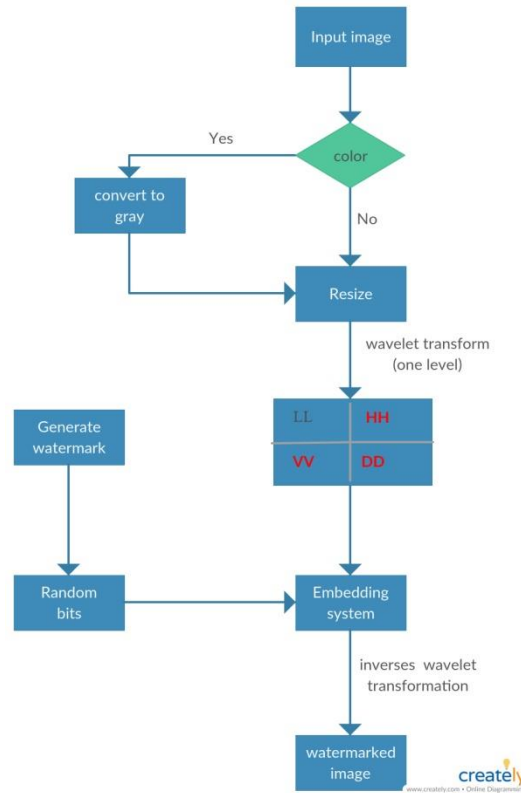 Input image
Yes
color
convert to
gray
No
Resize
wavelet transform
(one level)
LL
HH
VV
DD
Generate
watermark
Random
bits
Embedding
system
inverses wavelet
transformation
watermarked
image
creately
www.creately.com • Online Diagramming